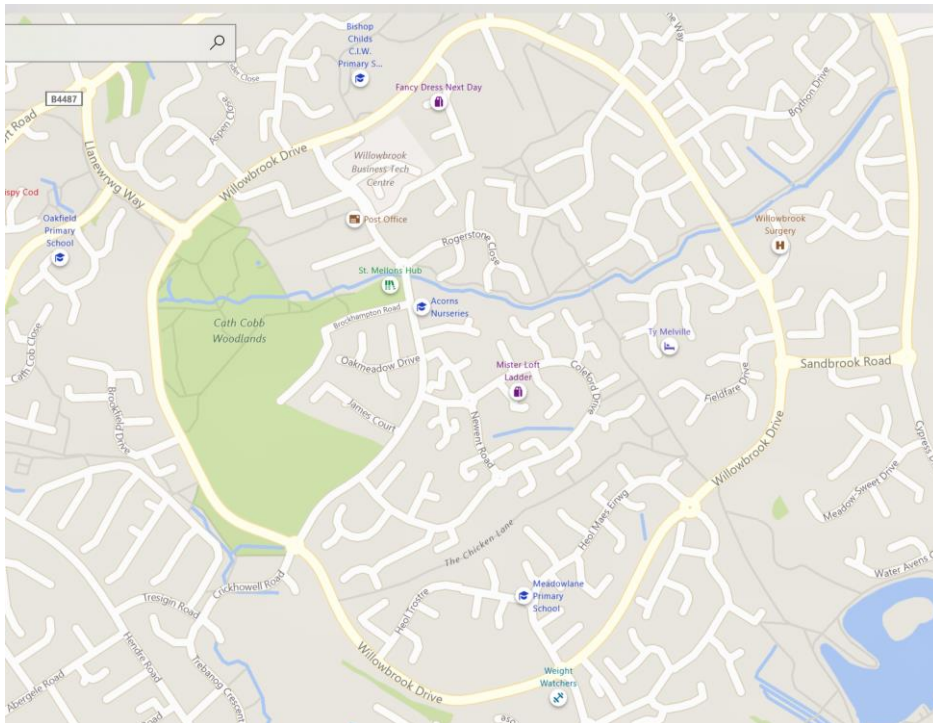 Bishop
Childs
C.I.W.
Primary S...
Fancy Dress Next Day
B4487
Aspen Clos
Brython Drive
Llanewrwg Way
Willowbrook Drive
Willowbrook
Business Tech
Centre
Oakfield
Primary
School
Post Office
Willowbrook
Surgery
H
Rogerstone Close
St. Mellons Hub
Acorns
Nurseries
Brockhampton Road
Cath Cobb
Woodlands
Cath Cob Close
Ty Melville
Oakmeadow Drive
Mister Loft
Ladder
Coleford Drive
Sandbrook Road
Fieldfare Drive
Brookfield Drive
James Court
Newent Road
Willowbrook Drive
Cypress D
Meadow-Sweet Drive
Heol Maes Eirwg
The Chicken Lane
Water Avens C
Crickhowell Road
Tresigin Road
Heol Trostre
Meadowlane
Primary
School
Hendre Road
Trebanog Crescent
Abergele Road
Willowbrook Drive
Weight
Watchers